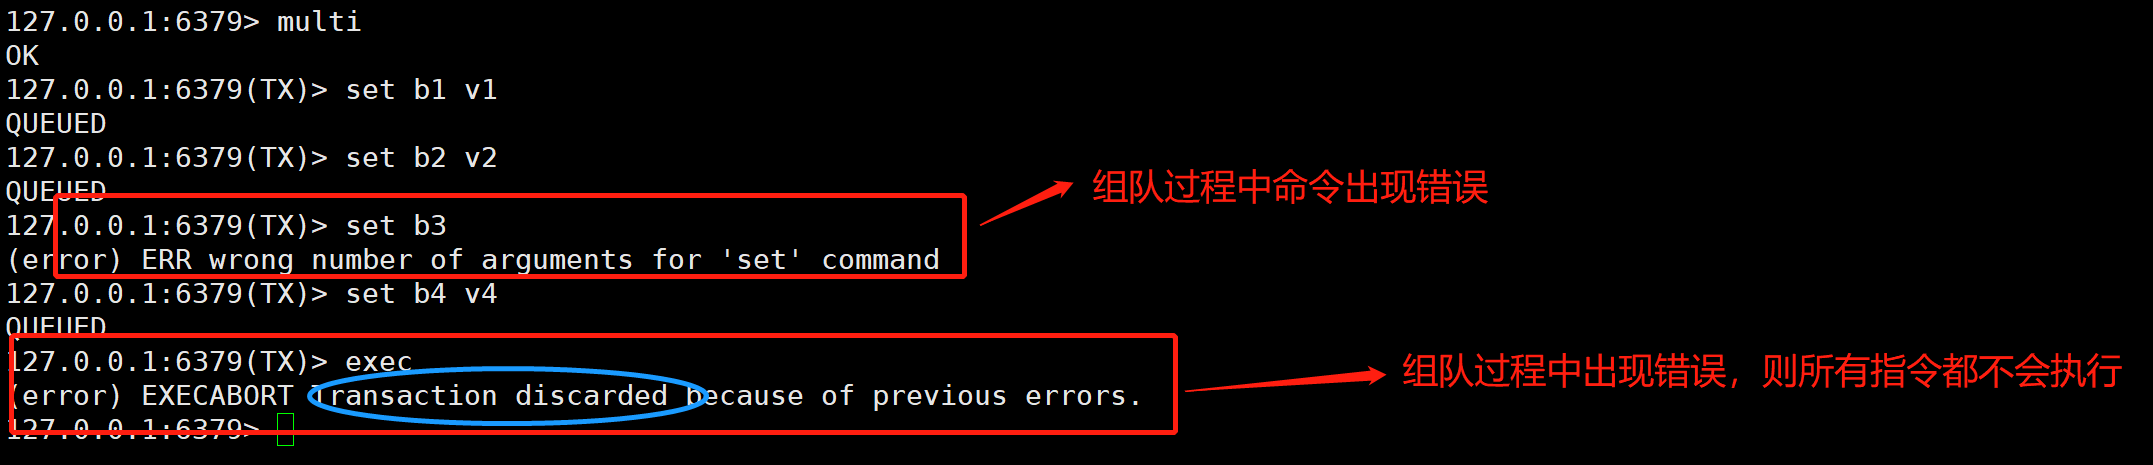 127.0.0.1:6379> multi
OK
127.0.0.1:6379(TX)> set b1 v1
QUEUED
127.0.0.1:6379(TX)> set b2 v2
QUEUED
组队过程中命令出现错误
127.0.0.1:6379(TX)> set b3
(error) ERR wrong number of arguments for 'set' command
127.0.0.1:6379(TX)> set b4 v4
QUEUED
127.0.0.1:6379(TX)> exec
组队过程中出现错误，则所有指令都不会执行
(error) EXECABORT Transaction discarded because of previous errors.
127.0.0.1:6379>